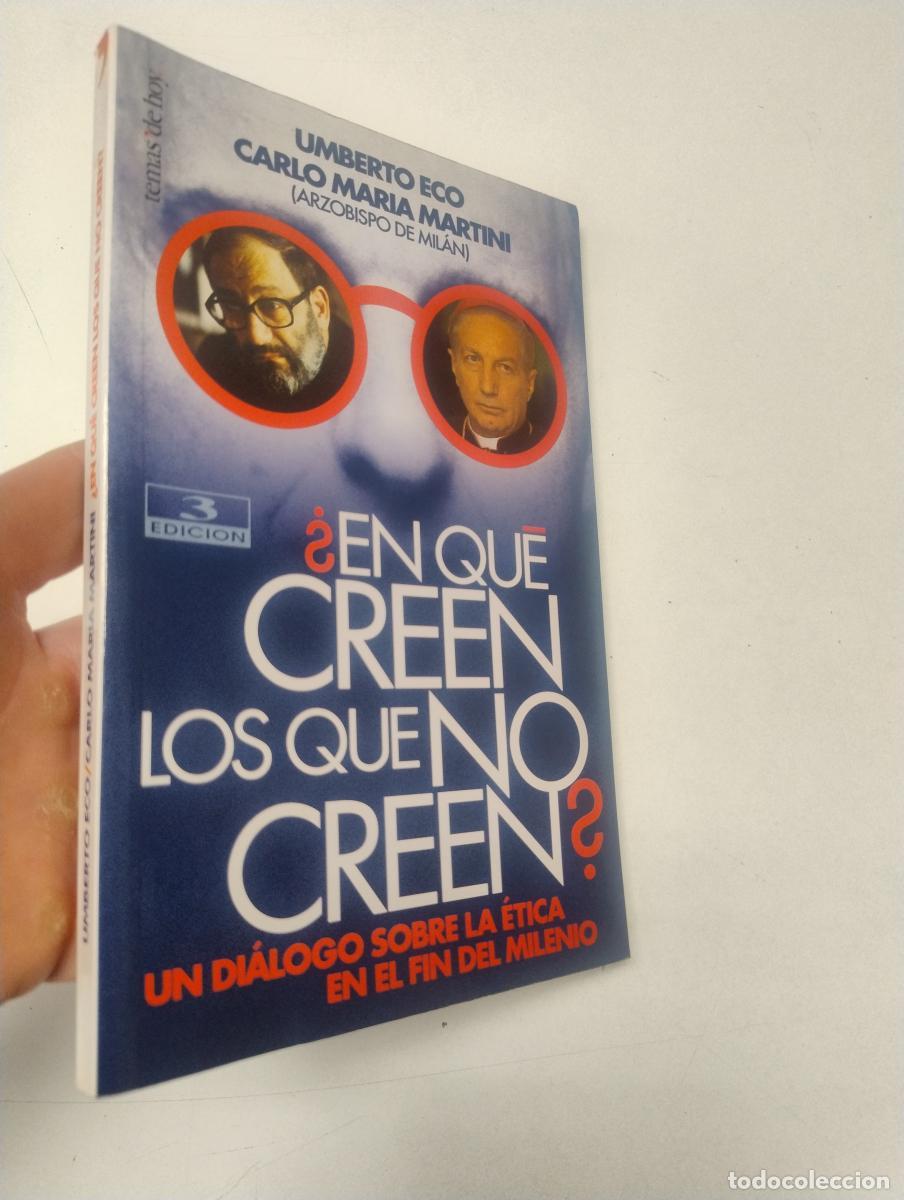 temas de hoy
UMBERTO ECO
CARLO MARIA MARTINI
(ARZOBISPO DE MILÁN)
3
EDICION
¿EN QUÉ
CREEN
LOS QUE NO
CREEN?
UN DIÁLOGO SOBRE LA ÉTICA
EN EL FIN DEL MILENIO
UMBERTO ECO//CARLO MARIA MARTINI ¿EN QUÉ CREEN LOS QUE NO CREEN?
todocoleccion